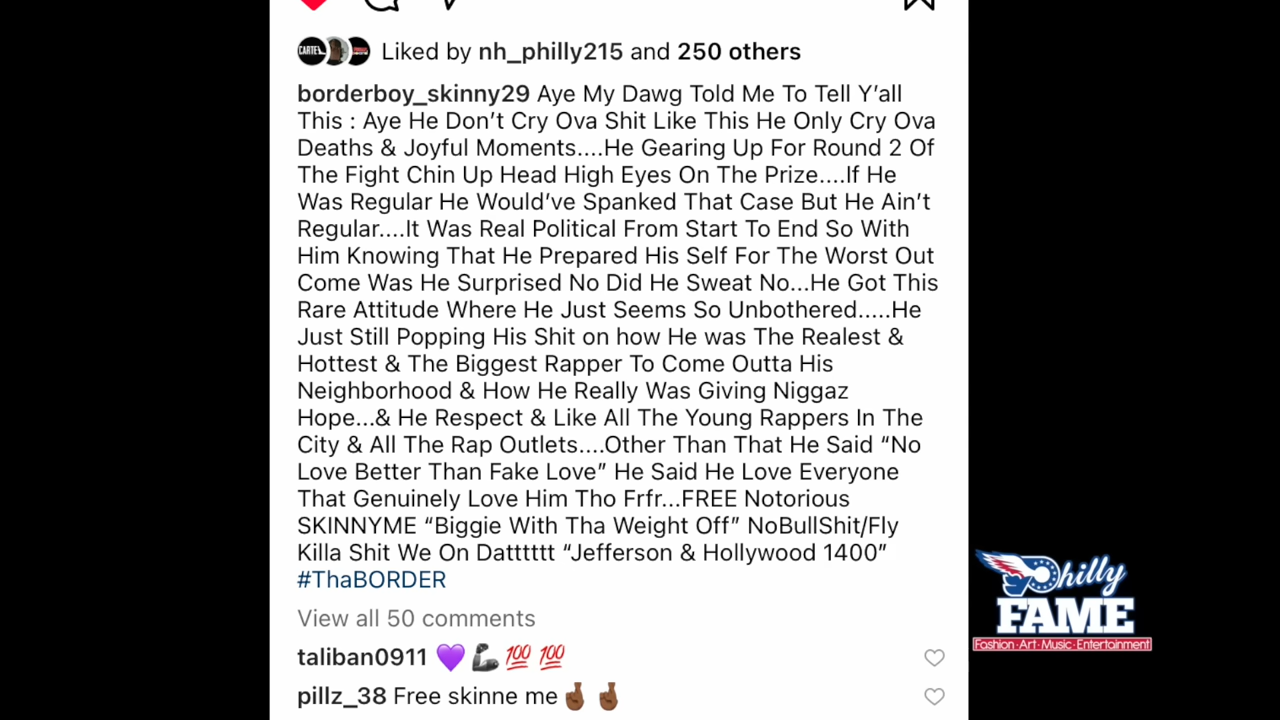 CARTEL
Liked by nh_philly215 and 250 others
borderboy_skinny29 Aye My Dawg Told Me To Tell Y’all
This : Aye He Don’t Cry Ova Shit Like This He Only Cry Ova
Deaths & Joyful Moments....He Gearing Up For Round 2 Of
The Fight Chin Up Head High Eyes On The Prize....If He
Was Regular He Would’ve Spanked That Case But He Ain’t
Regular....It Was Real Political From Start To End So With
Him Knowing That He Prepared His Self For The Worst Out
Come Was He Surprised No Did He Sweat No...He Got This
Rare Attitude Where He Just Seems So Unbothered.....He
Just Still Popping His Shit on how He was The Realest &
Hottest & The Biggest Rapper To Come Outta His
Neighborhood & How He Really Was Giving Niggaz
Hope...& He Respect & Like All The Young Rappers In The
City & All The Rap Outlets....Other Than That He Said “No
Love Better Than Fake Love” He Said He Love Everyone
That Genuinely Love Him Tho Frfr...FREE Notorious
SKINNYME “Biggie With Tha Weight Off” NoBullShit/Fly
Killa Shit We On Datttttt “Jefferson & Hollywood 1400”
#ThaBORDER
View all 50 comments
taliban0911 💜🦾💯💯
pillz_38 Free skinne me🤞🏾🤞🏾
Philly
FAME
Fashion·Art·Music·Entertainment